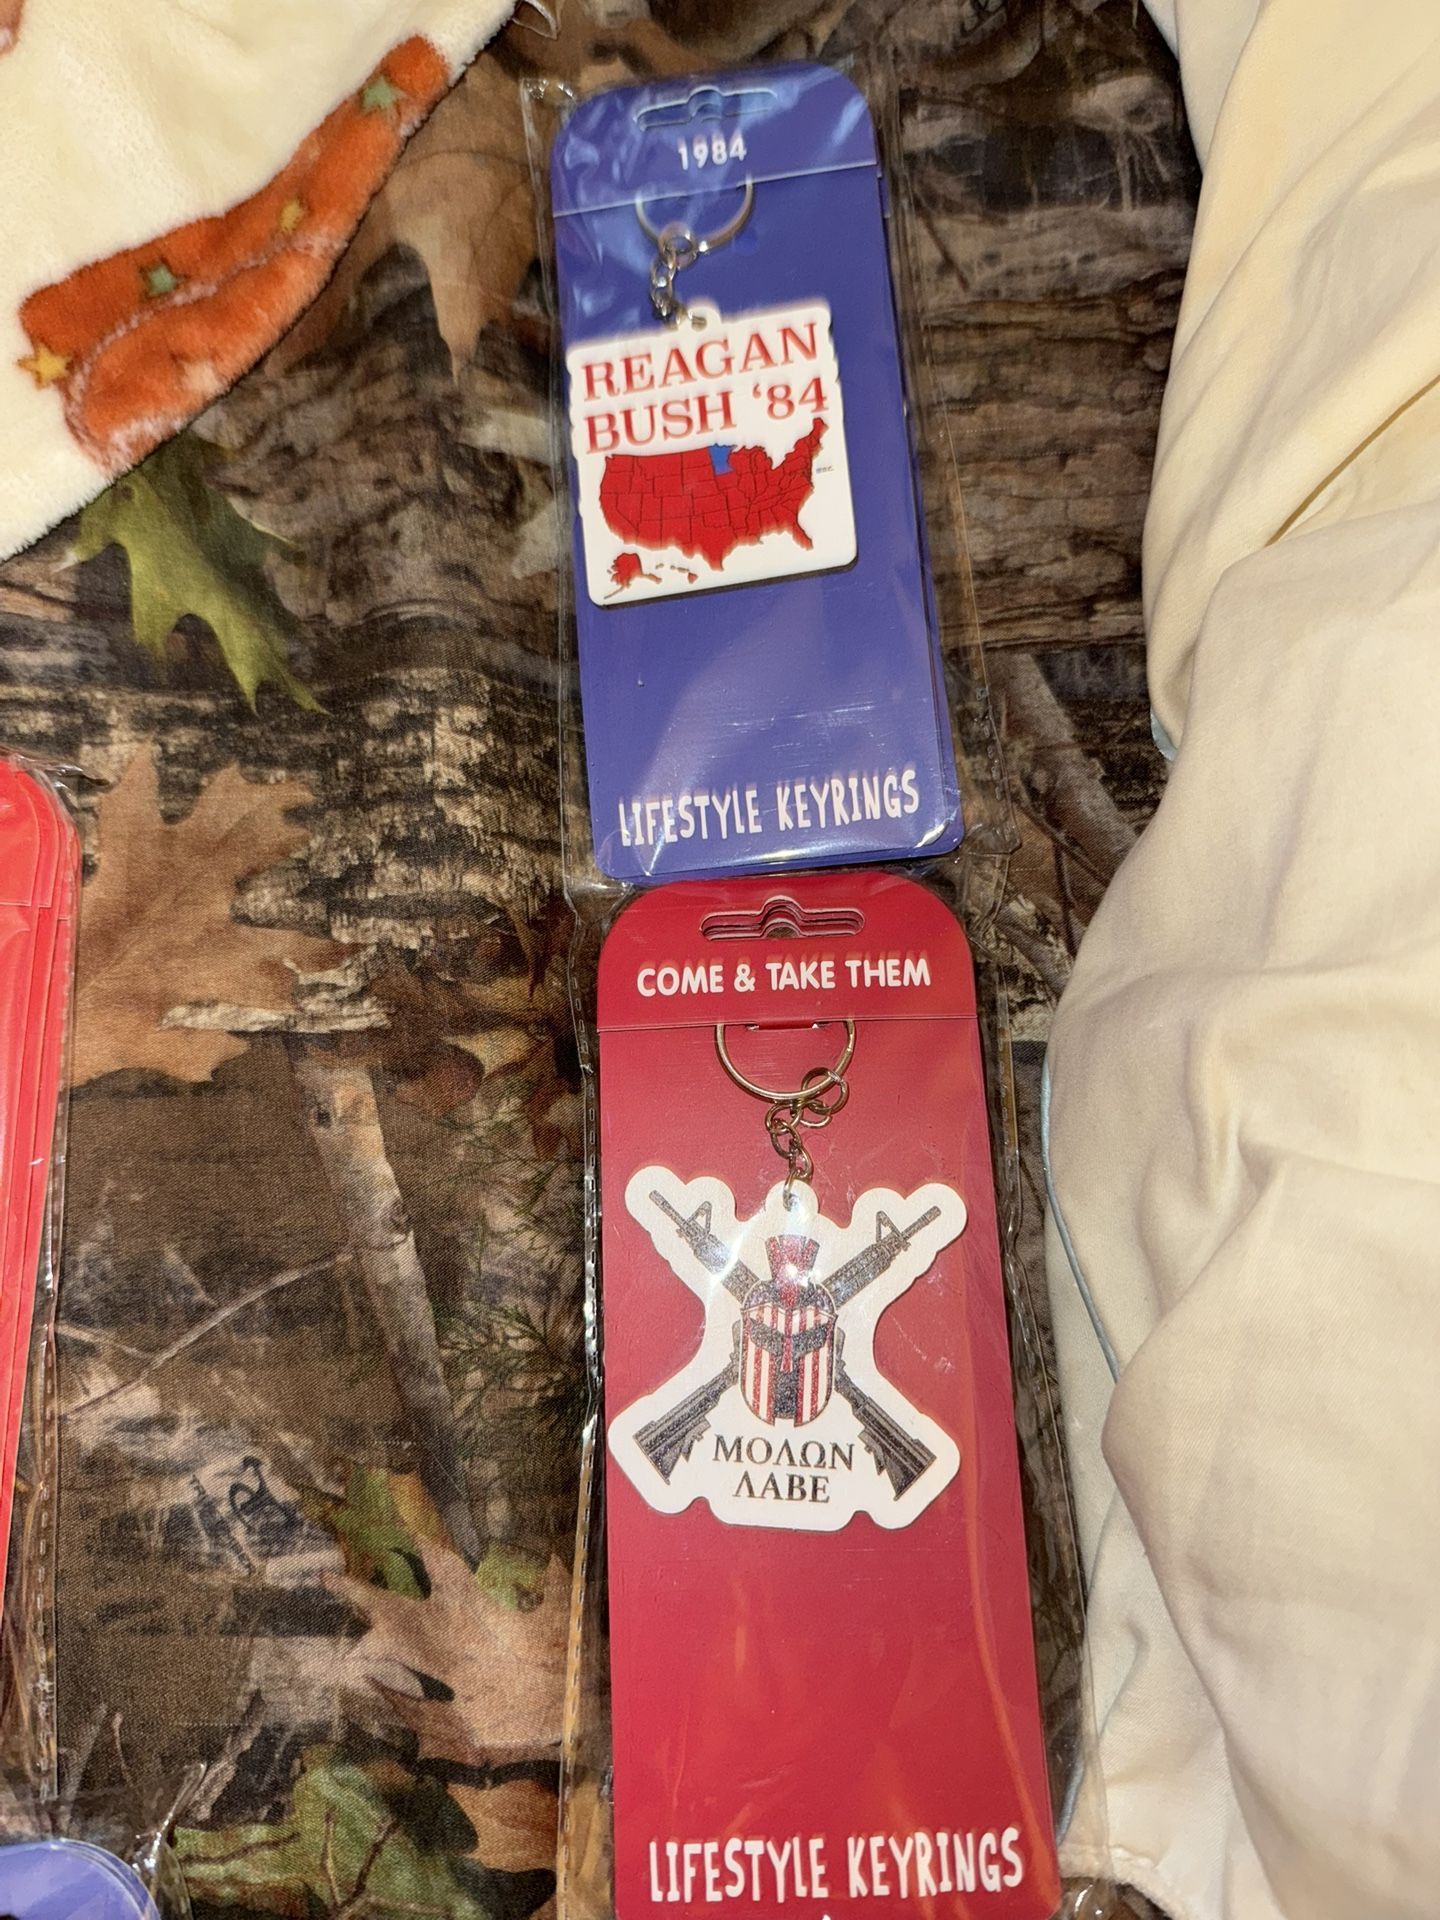 1984
REAGAN
BUSH ‘84
LIFESTYLE KEYRINGS
COME & TAKE THEM
ΜΟΛΩΝ
ΛΑΒΕ
LIFESTYLE KEYRINGS